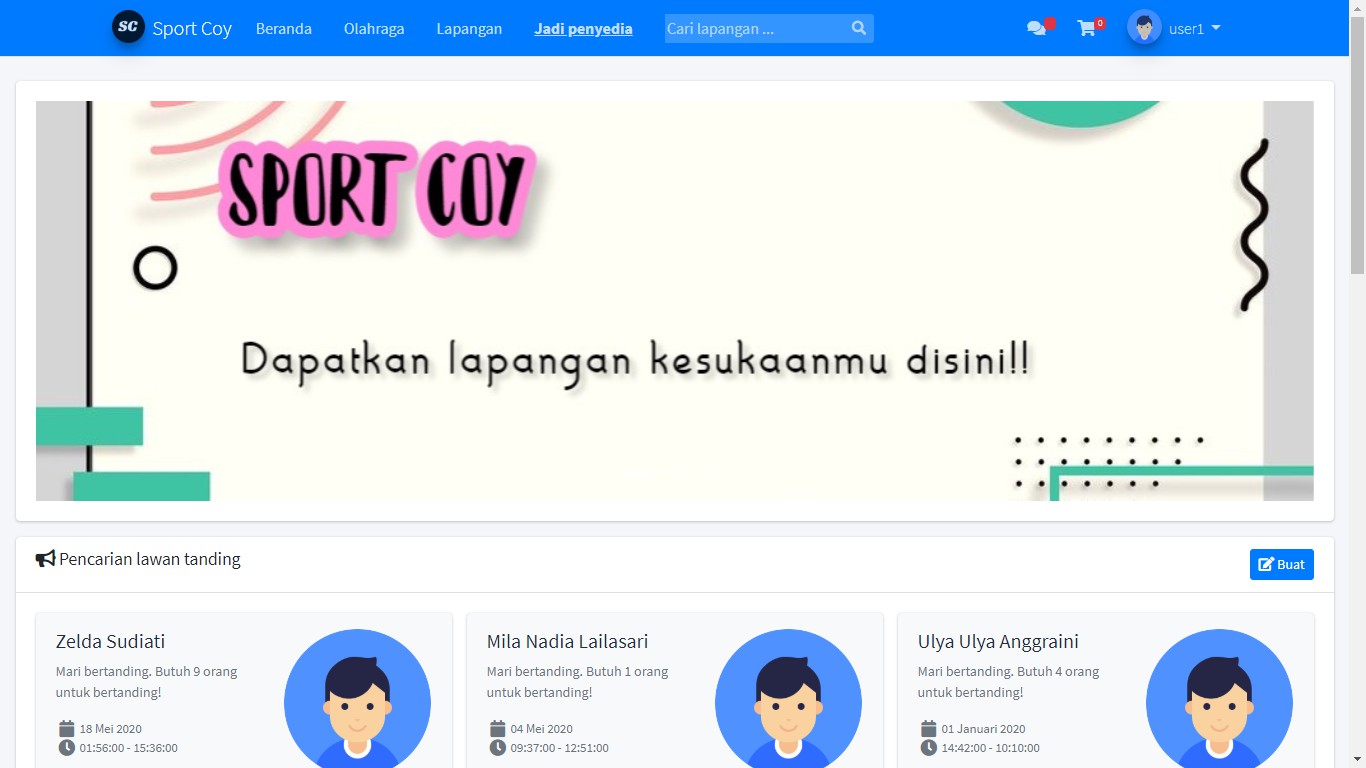 SC Sport Coy Beranda Olahraga Lapangan Jadi penyedia Cari lapangan ... 0 user1
SPORT COY
Dapatkan lapangan kesukaanmu disini!!
Pencarian lawan tanding
Buat
Zelda Sudiati
Mari bertanding. Butuh 9 orang
untuk bertanding!
18 Mei 2020
01:56:00 - 15:36:00
Mila Nadia Lailasari
Mari bertanding. Butuh 1 orang
untuk bertanding!
04 Mei 2020
09:37:00 - 12:51:00
Ulya Ulya Anggraini
Mari bertanding. Butuh 4 orang
untuk bertanding!
01 Januari 2020
14:42:00 - 10:10:00